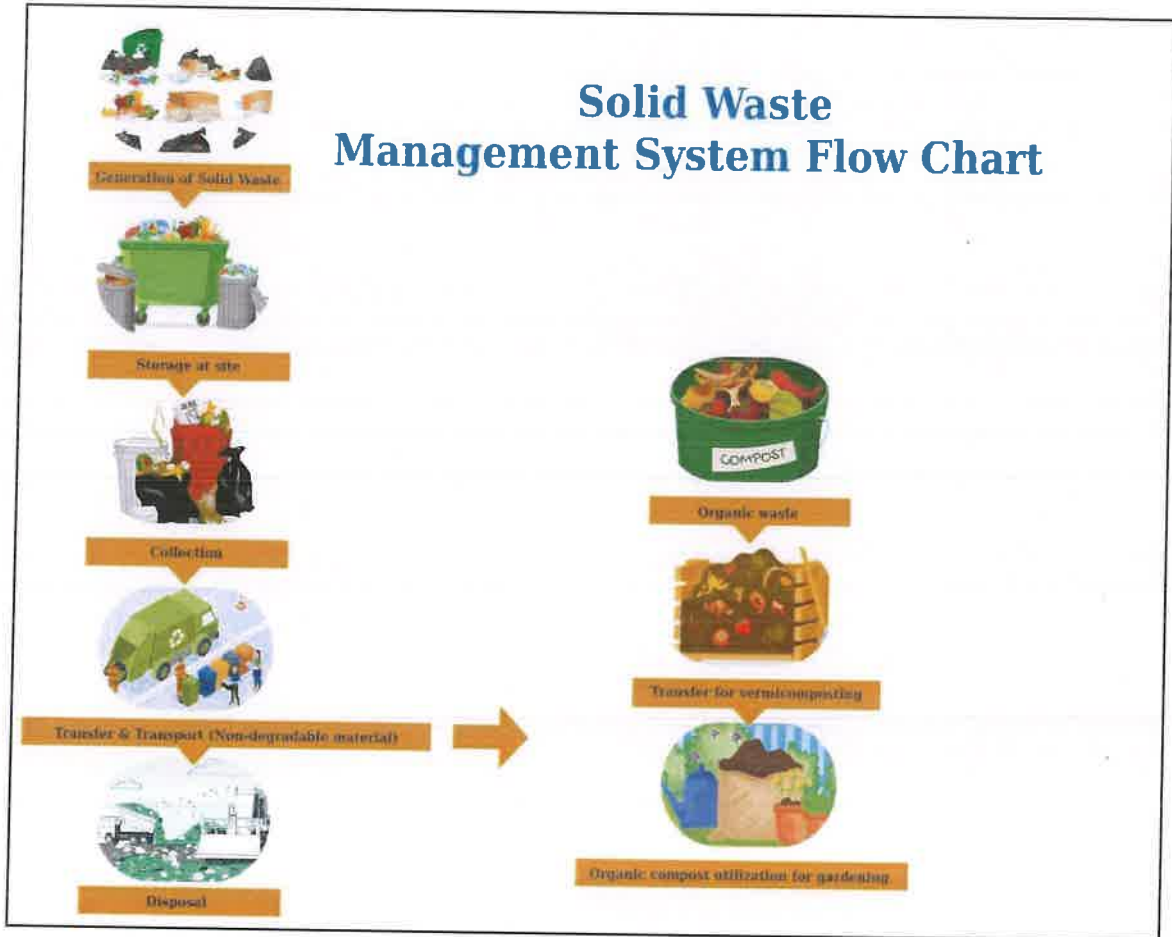 Solid Waste
Management System Flow Chart
Generation of Solid Waste
Storage at site
Collection
Transfer & Transport (Non-degradable material)
Disposal
COMPOST
Organic waste
Transfer for vermicomposting
Organic compost utilization for gardening